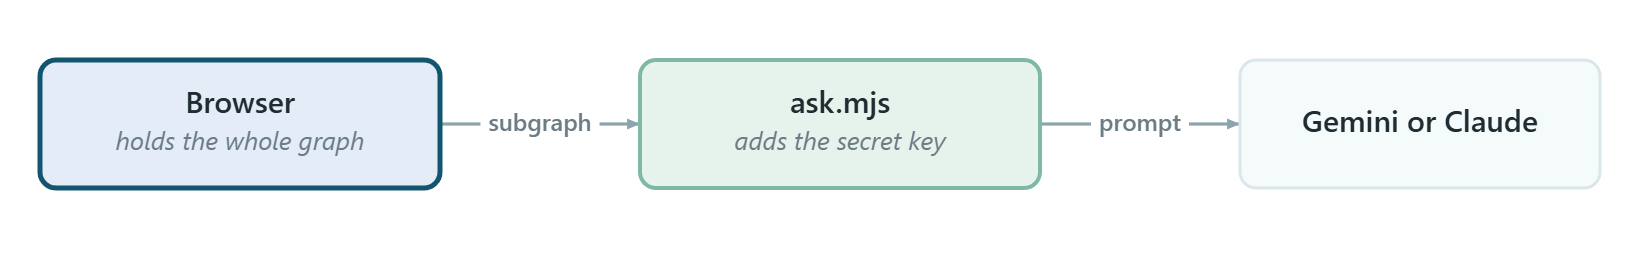 Browser
holds the whole graph
subgraph
ask.mjs
adds the secret key
prompt
Gemini or Claude